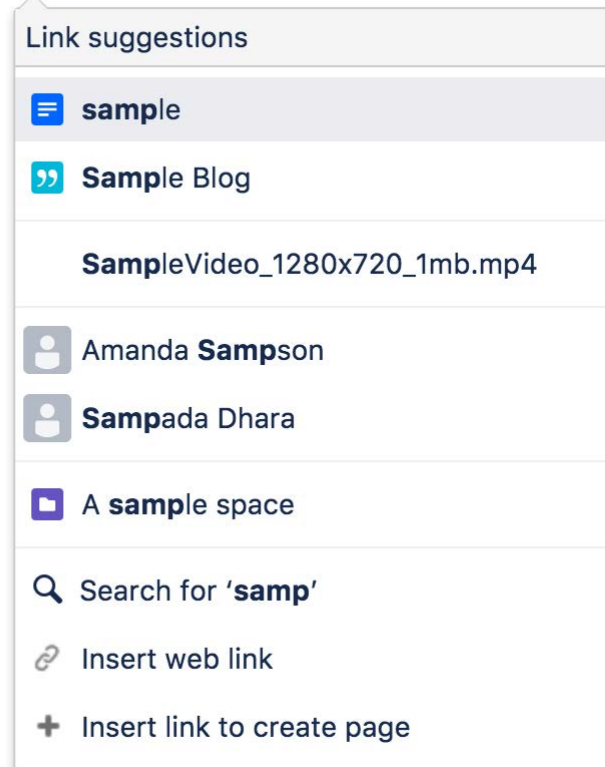 Link suggestions
sample
Sample Blog
SampleVideo_1280x720_1mb.mp4
Amanda Sampson
Sampada Dhara
A sample space
Search for ‘samp’
Insert web link
Insert link to create page